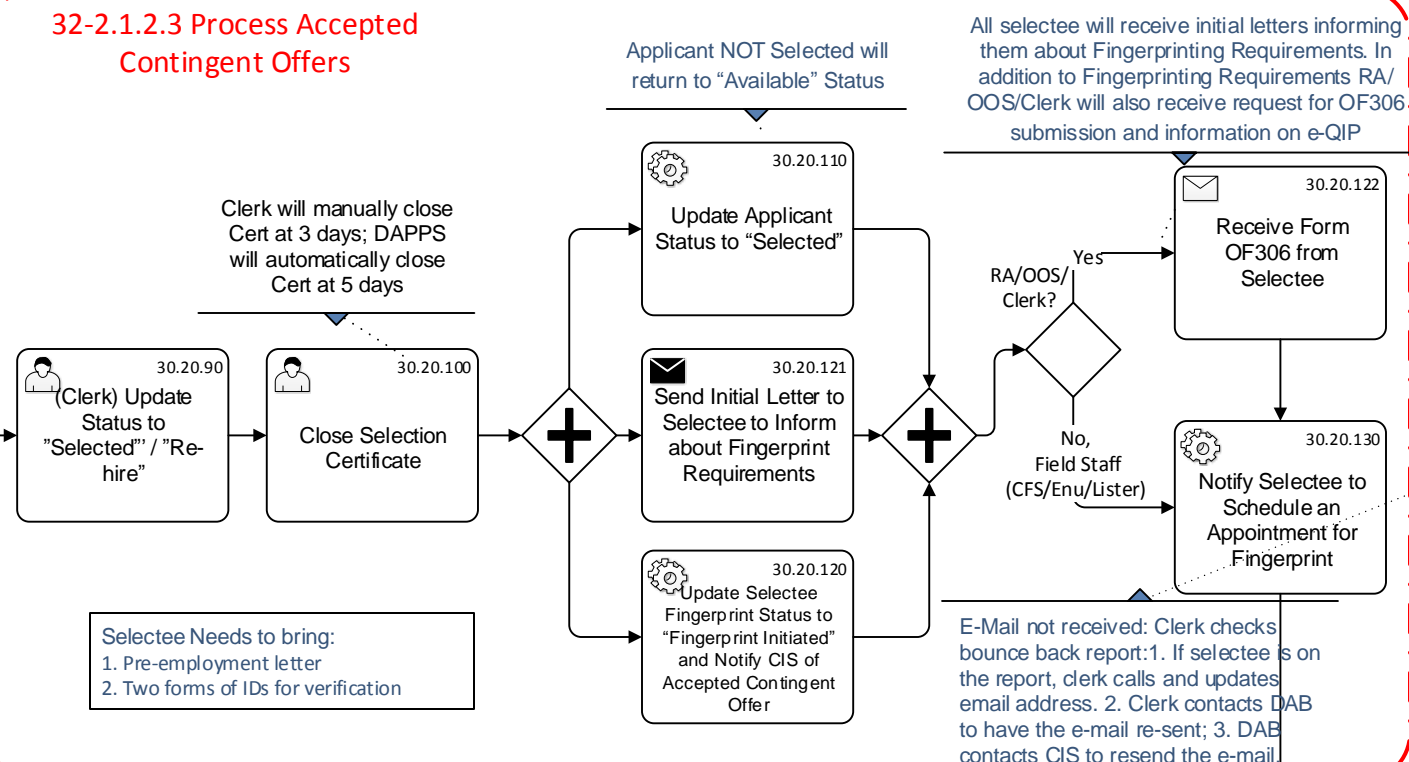 32-2.1.2.3 Process Accepted
Contingent Offers
Applicant NOT Selected will
return to “Available” Status
All selectee will receive initial letters informing
them about Fingerprinting Requirements. In
addition to Fingerprinting Requirements RA/
OOS/Clerk will also receive request for OF306
submission and information on e-QIP
Clerk will manually close
Cert at 3 days; DAPPS
will automatically close
Cert at 5 days
30.20.90
(Clerk) Update
Status to
”Selected”’ / ”Re-
hire”
30.20.100
Close Selection
Certificate
30.20.110
Update Applicant
Status to “Selected”
30.20.121
Send Initial Letter to
Selectee to Inform
about Fingerprint
Requirements
30.20.120
Update Selectee
Fingerprint Status to
“Fingerprint Initiated”
and Notify CIS of
Accepted Contingent
Offer
RA/OOS/
Clerk?
Yes
No,
Field Staff
(CFS/Enu/Lister)
30.20.122
Receive Form
OF306 from
Selectee
30.20.130
Notify Selectee to
Schedule an
Appointment for
Fingerprint
Selectee Needs to bring:
1. Pre-employment letter
2. Two forms of IDs for verification
E-Mail not received: Clerk checks
bounce back report:1. If selectee is on
the report, clerk calls and updates
email address. 2. Clerk contacts DAB
to have the e-mail re-sent; 3. DAB
contacts CIS to resend the e-mail.